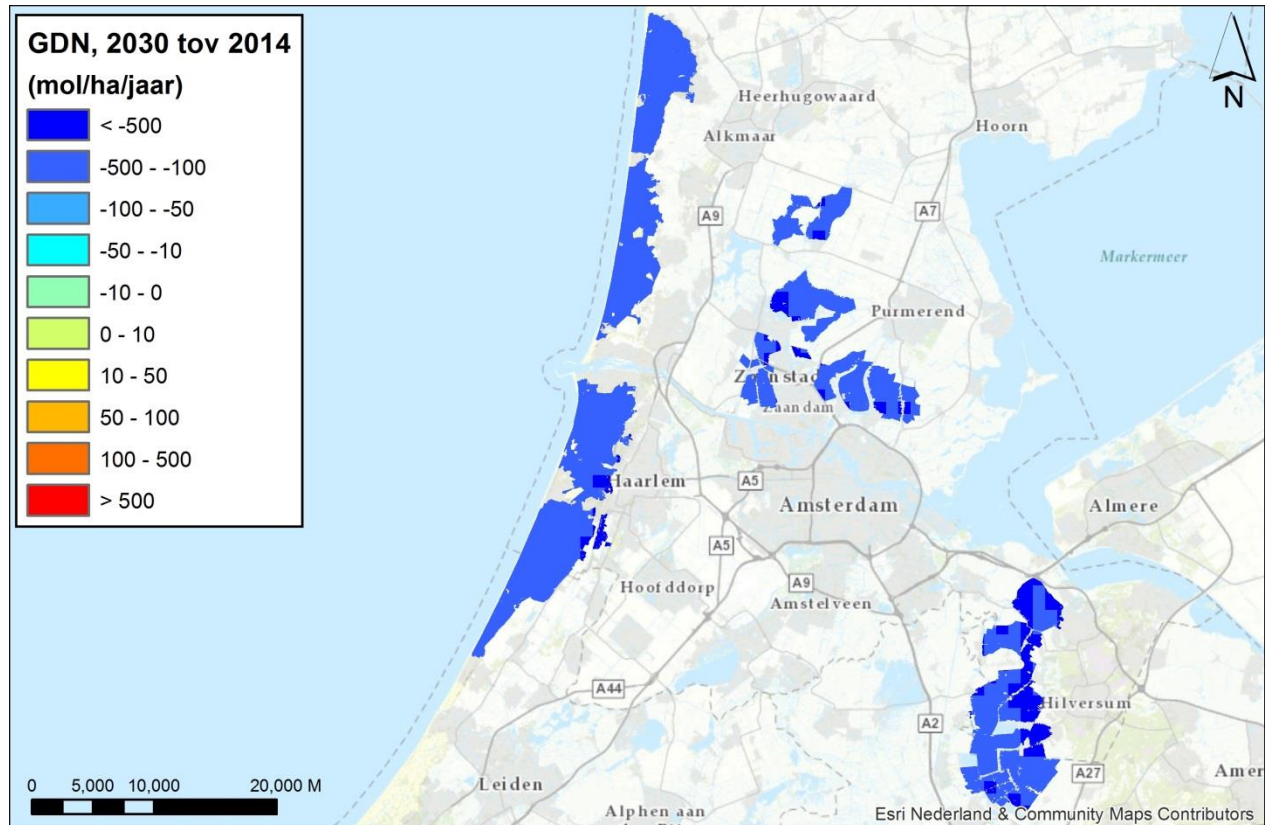 GDN, 2030 tov 2014
(mol/ha/jaar)
< -500
-500 - -100
-100 - -50
-50 - -10
-10 - 0
0 - 10
10 - 50
50 - 100
100 - 500
> 500
N
Heerhugowaard
Hoorn
Alkmaar
A9
A7
Markermeer
Purmerend
Zaanstad
Zaandam
Haarlem
A5
Amsterdam
Almere
A5
Hoofddorp
A9
Amstelveen
A44
Hilversum
A2
A27
Leiden
Amer
0 5,000 10,000 20,000 M
Alphen aan
Esri Nederland & Community Maps Contributors